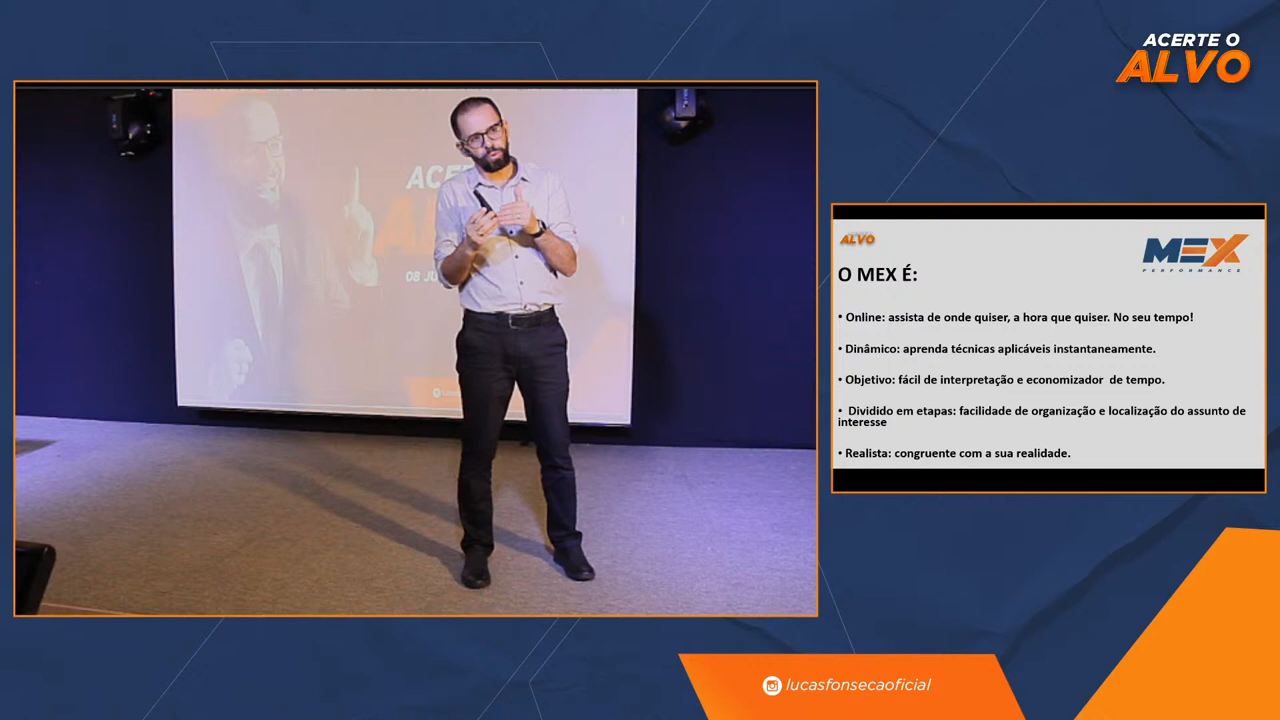 ACERTE O
ALVO
08 JU
ALVO
MEX
PERFORMANCE
O MEX É:
• Online: assista de onde quiser, a hora que quiser. No seu tempo!
• Dinâmico: aprenda técnicas aplicáveis instantaneamente.
• Objetivo: fácil de interpretação e economizador de tempo.
• Dividido em etapas: facilidade de organização e localização do assunto de
interesse
• Realista: congruente com a sua realidade.
lucasfonsecaoficial